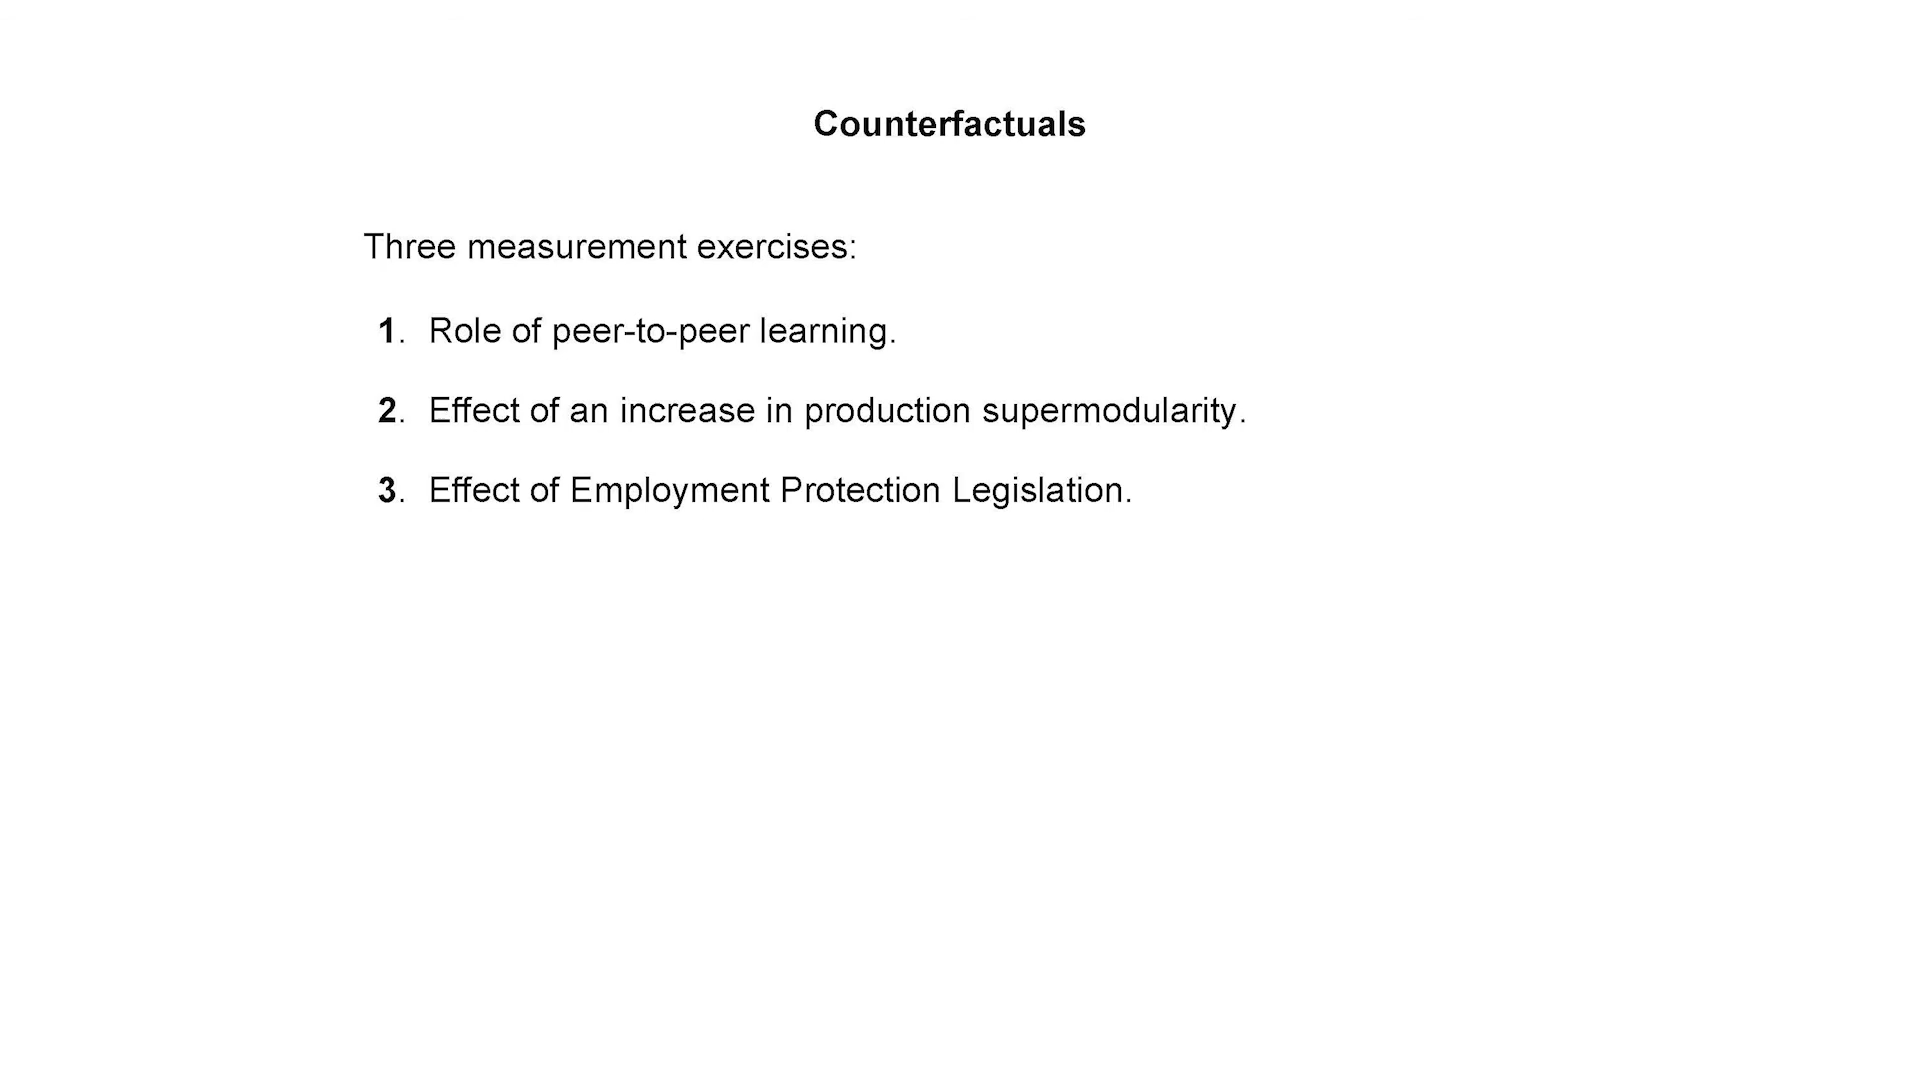 Counterfactuals
Three measurement exercises:
1. Role of peer-to-peer learning.
2. Effect of an increase in production supermodularity.
3. Effect of Employment Protection Legislation.